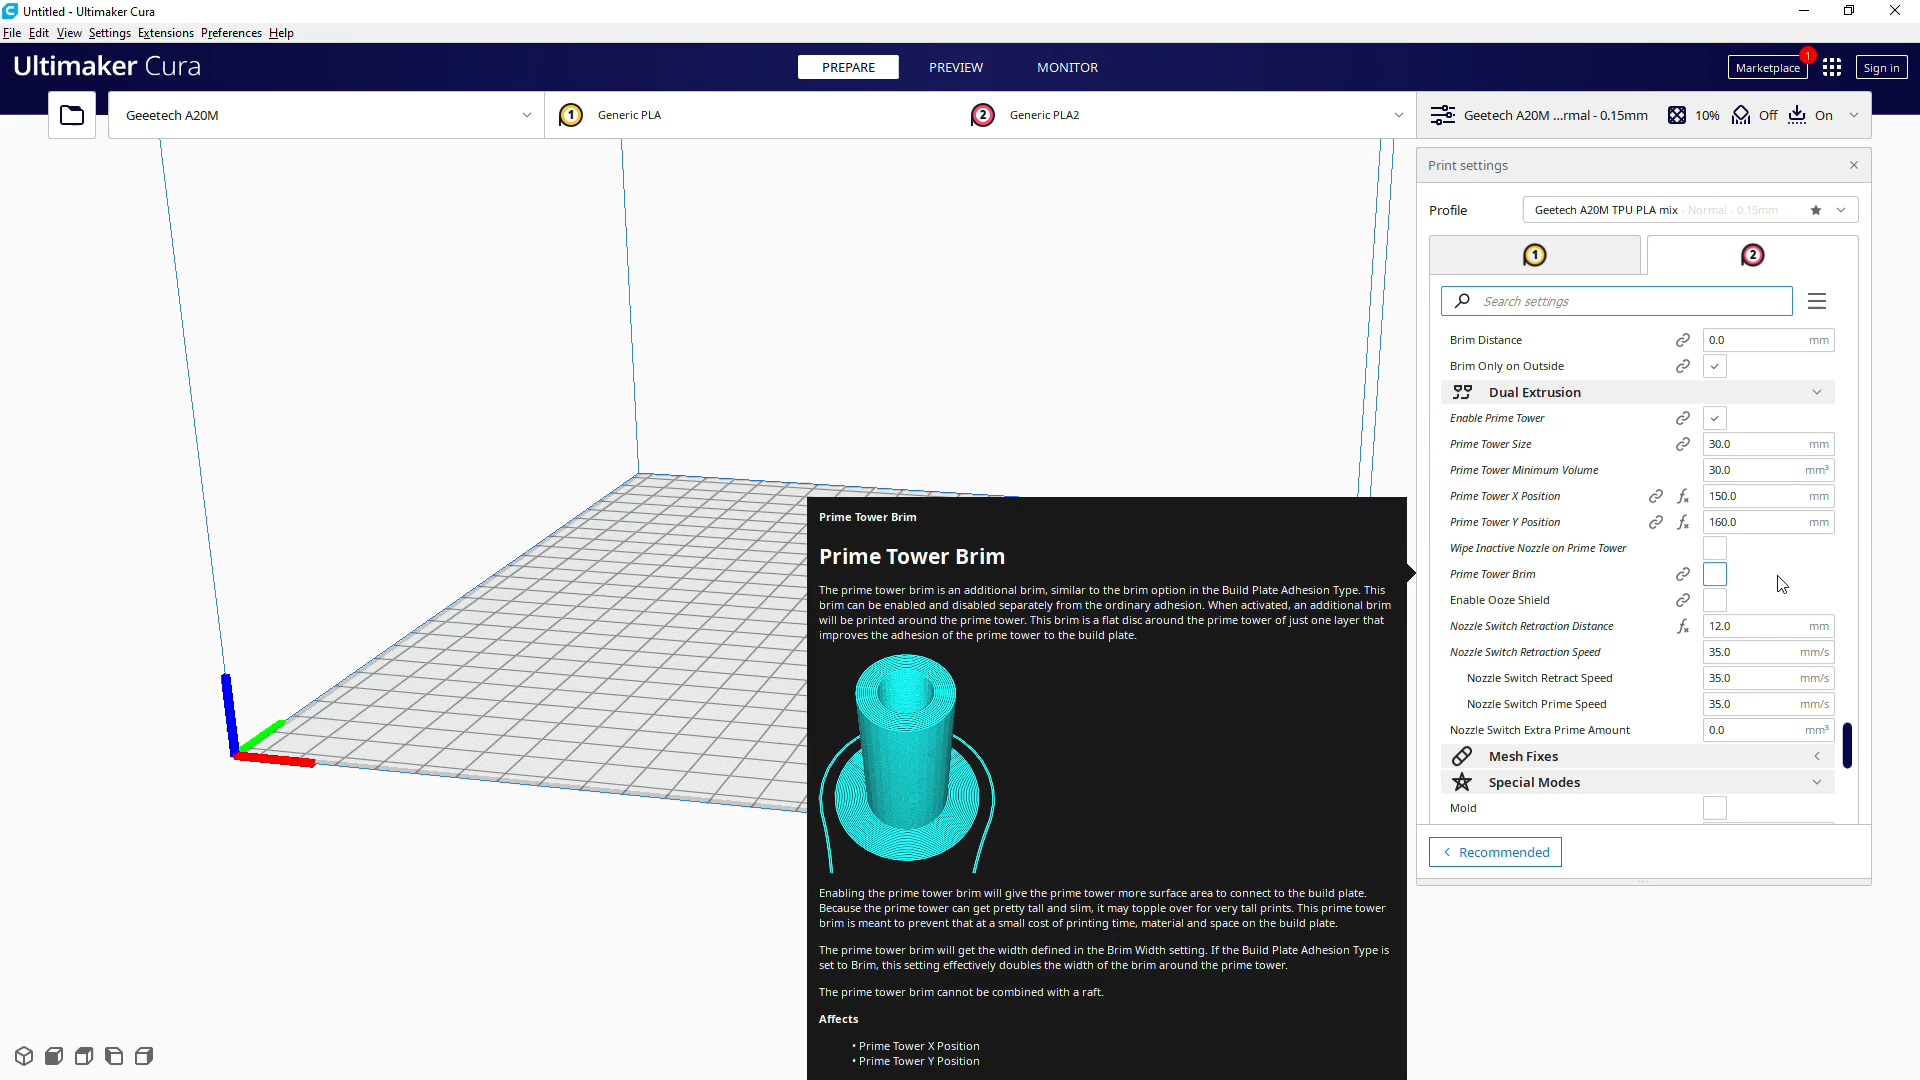 Untitled - Ultimaker Cura
File Edit View Settings Extensions Preferences Help
Ultimaker Cura
PREPARE PREVIEW MONITOR
Marketplace 1 Sign in
Geeetech A20M
1 Generic PLA
2 Generic PLA2
Geetech A20M ...rmal - 0.15mm 10% Off On
Print settings
Profile Geetech A20M TPU PLA mix - Normal - 0.15mm
1 2
Search settings
Brim Distance 0.0 mm
Brim Only on Outside
Dual Extrusion
Enable Prime Tower
Prime Tower Size 30.0 mm
Prime Tower Minimum Volume 30.0 mm³
Prime Tower X Position fx 150.0 mm
Prime Tower Y Position fx 160.0 mm
Wipe Inactive Nozzle on Prime Tower
Prime Tower Brim
Enable Ooze Shield
Nozzle Switch Retraction Distance fx 12.0 mm
Nozzle Switch Retraction Speed 35.0 mm/s
Nozzle Switch Retract Speed 35.0 mm/s
Nozzle Switch Prime Speed 35.0 mm/s
Nozzle Switch Extra Prime Amount 0.0 mm³
Mesh Fixes
Special Modes
Mold
Recommended
Prime Tower Brim
Prime Tower Brim
The prime tower brim is an additional brim, similar to the brim option in the Build Plate Adhesion Type. This
brim can be enabled and disabled separately from the ordinary adhesion. When activated, an additional brim
will be printed around the prime tower. This brim is a flat disc around the prime tower of just one layer that
improves the adhesion of the prime tower to the build plate.
Enabling the prime tower brim will give the prime tower more surface area to connect to the build plate.
Because the prime tower can get pretty tall and slim, it may topple over for very tall prints. This prime tower
brim is meant to prevent that at a small cost of printing time, material and space on the build plate.
The prime tower brim will get the width defined in the Brim Width setting. If the Build Plate Adhesion Type is
set to Brim, this setting effectively doubles the width of the brim around the prime tower.
The prime tower brim cannot be combined with a raft.
Affects
• Prime Tower X Position
• Prime Tower Y Position